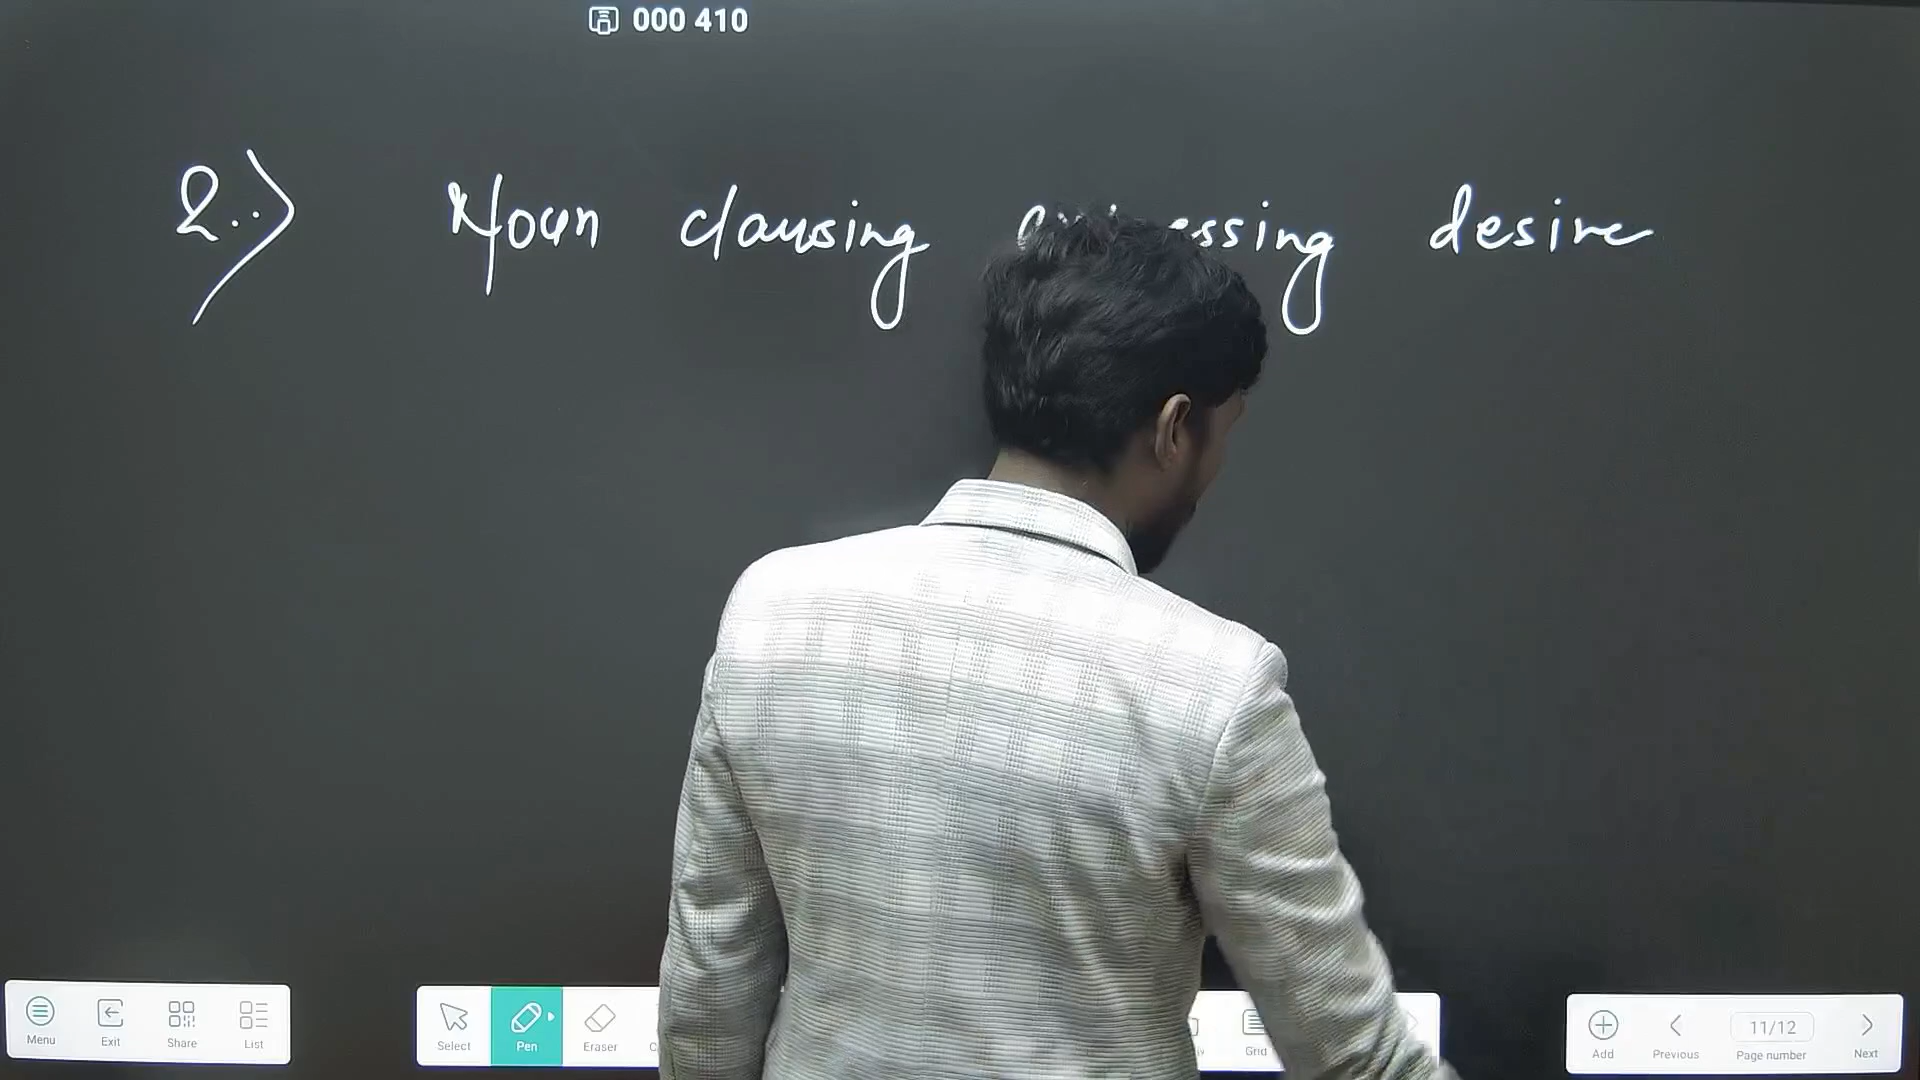 000 410
2.) Noun clausing desire
Menu Exit Share List Select Pen Eraser Grid Add Previous 11/12 Page number Next